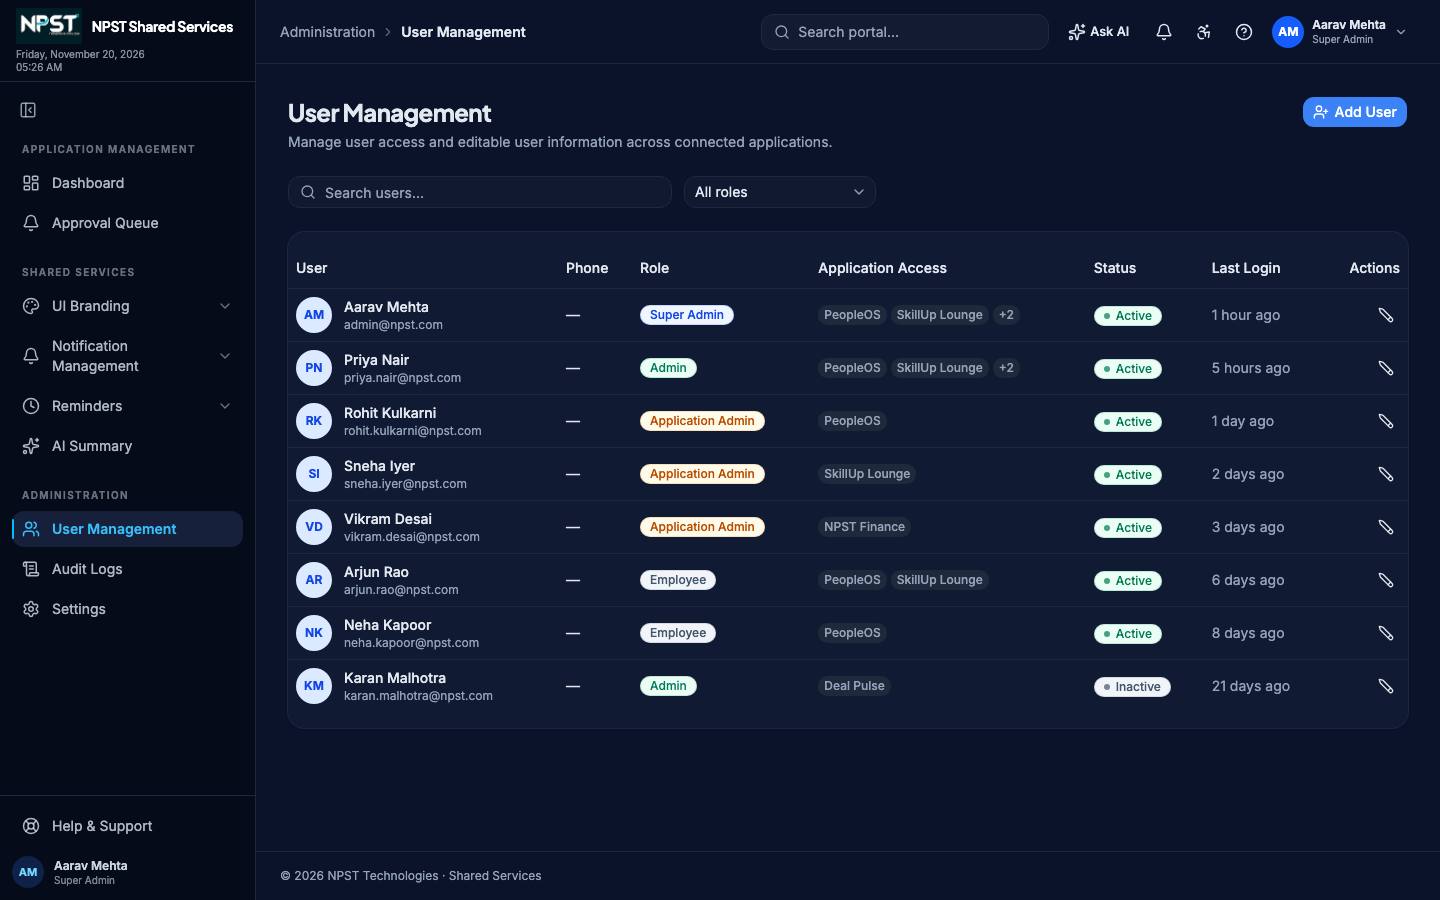 NPST
NPST Shared Services
Friday, November 20, 2026
05:26 AM
Administration > User Management
Search portal...
Ask AI
AM
Aarav Mehta
Super Admin
APPLICATION MANAGEMENT
Dashboard
Approval Queue
SHARED SERVICES
UI Branding
Notification
Management
Reminders
AI Summary
ADMINISTRATION
User Management
Audit Logs
Settings
Help & Support
AM
Aarav Mehta
Super Admin
User Management
Add User
Manage user access and editable user information across connected applications.
Search users...
All roles
User Phone Role Application Access Status Last Login Actions
AM Aarav Mehta — Super Admin PeopleOS SkillUp Lounge +2 Active 1 hour ago
admin@npst.com
PN Priya Nair — Admin PeopleOS SkillUp Lounge +2 Active 5 hours ago
priya.nair@npst.com
RK Rohit Kulkarni — Application Admin PeopleOS Active 1 day ago
rohit.kulkarni@npst.com
SI Sneha Iyer — Application Admin SkillUp Lounge Active 2 days ago
sneha.iyer@npst.com
VD Vikram Desai — Application Admin NPST Finance Active 3 days ago
vikram.desai@npst.com
AR Arjun Rao — Employee PeopleOS SkillUp Lounge Active 6 days ago
arjun.rao@npst.com
NK Neha Kapoor — Employee PeopleOS Active 8 days ago
neha.kapoor@npst.com
KM Karan Malhotra — Admin Deal Pulse Inactive 21 days ago
karan.malhotra@npst.com
© 2026 NPST Technologies · Shared Services